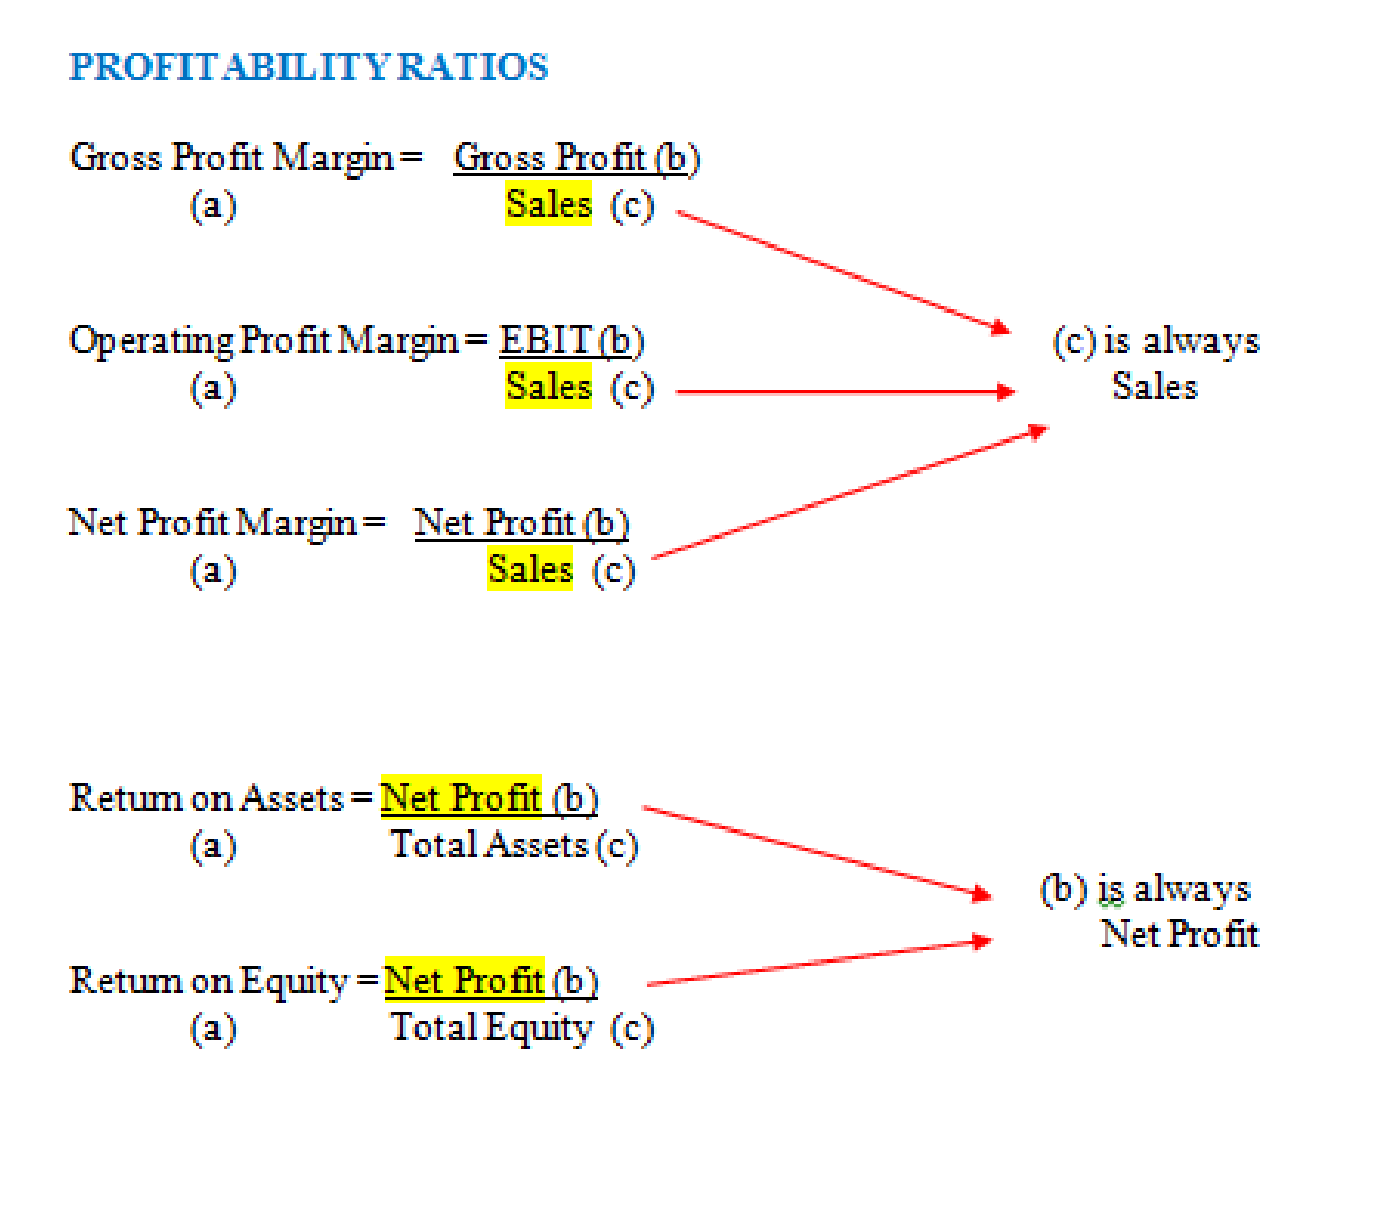 PROFITABILITY RATIOS
Gross Profit Margin = Gross Profit (b)
(a) Sales (c)
Operating Profit Margin = EBIT (b)
(a) Sales (c)
(c) is always
Sales
Net Profit Margin = Net Profit (b)
(a) Sales (c)
Return on Assets = Net Profit (b)
(a) Total Assets (c)
(b) is always
Net Profit
Return on Equity = Net Profit (b)
(a) Total Equity (c)